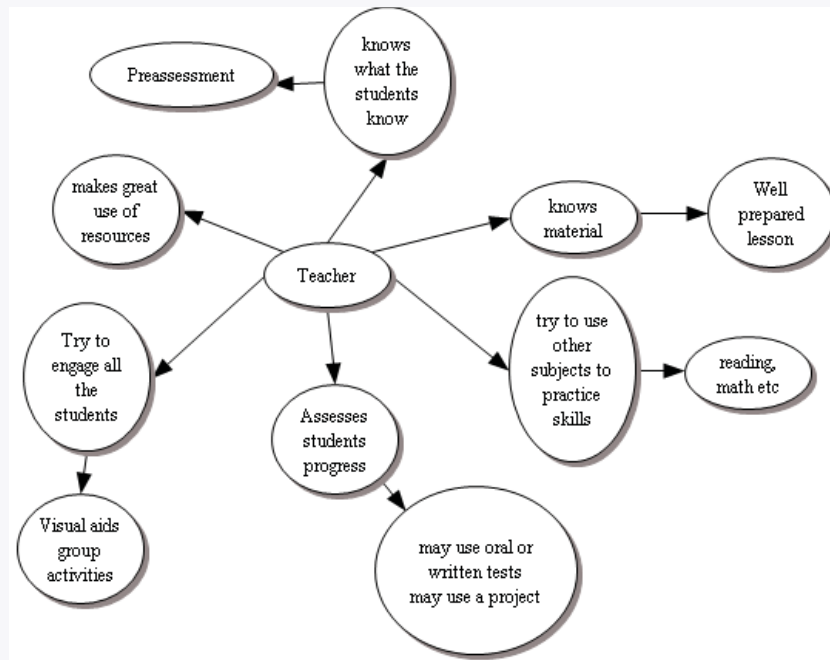 knows
what the
students
know
Preassessment
makes great
use of
resources
knows
material
Well
prepared
lesson
Teacher
Try to
engage all
the
students
try to use
other
subjects to
practice
skills
reading,
math etc
Assesses
students
progress
Visual aids
group
activities
may use oral or
written tests
may use a project